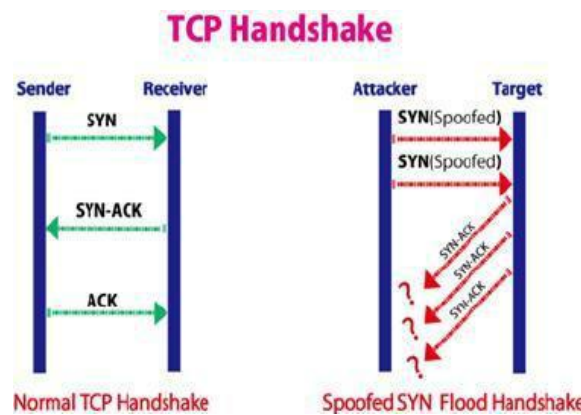 TCP Handshake
Sender
Receiver
SYN
SYN-ACK
ACK
Normal TCP Handshake
Attacker
Target
SYN(Spoofed)
SYN(Spoofed)
SYN-ACK
SYN-ACK
SYN-ACK
?
?
?
Spoofed SYN Flood Handshake